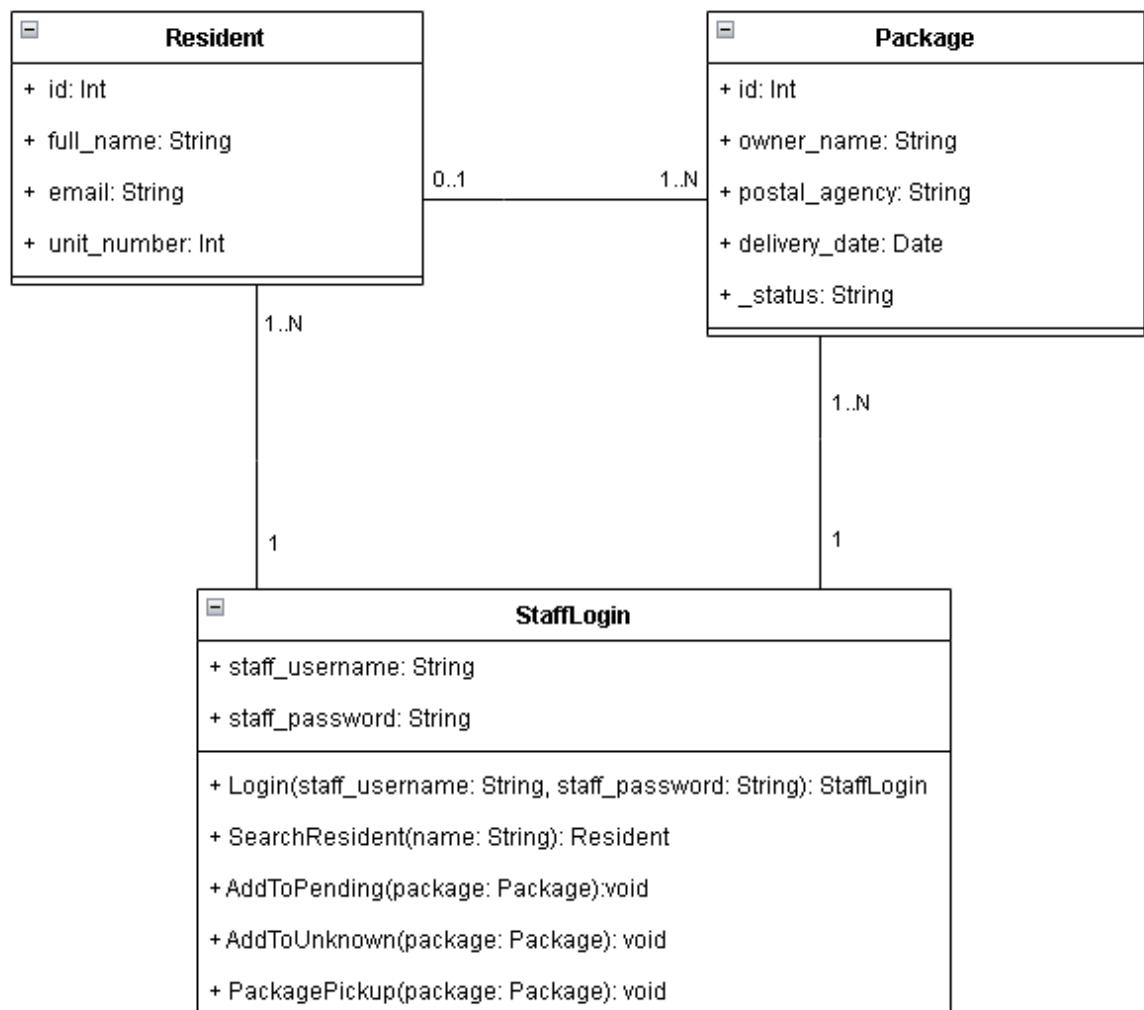 Resident
+ id: Int
+ full_name: String
+ email: String
+ unit_number: Int
Package
+ id: Int
+ owner_name: String
+ postal_agency: String
+ delivery_date: Date
+ _status: String
0..1
1..N
1..N
1
1..N
1
StaffLogin
+ staff_username: String
+ staff_password: String
+ Login(staff_username: String, staff_password: String): StaffLogin
+ SearchResident(name: String): Resident
+ AddToPending(package: Package):void
+ AddToUnknown(package: Package): void
+ PackagePickup(package: Package): void